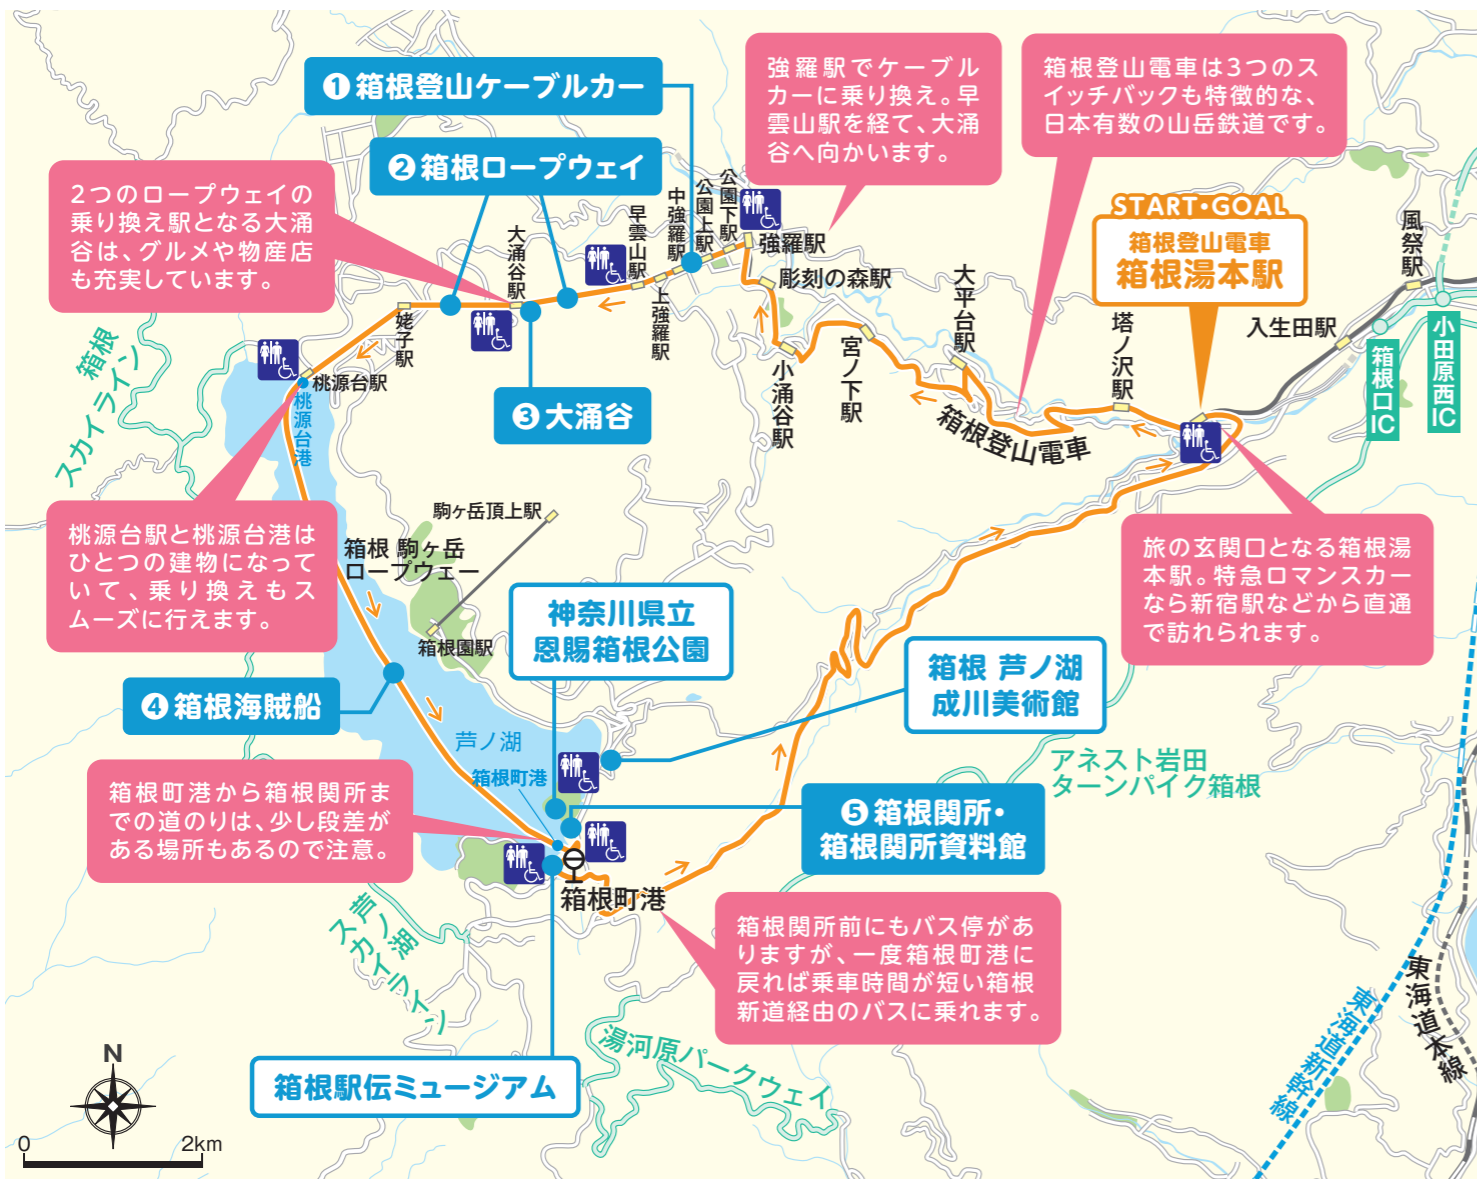 ❶箱根登山ケーブルカー
❷箱根ロープウェイ
強羅駅でケーブル
カーに乗り換え。早
雲山駅を経て、大涌
谷へ向かいます。
箱根登山電車は3つのス
イッチバックも特徴的な、
日本有数の山岳鉄道です。
2つのロープウェイの
乗り換え駅となる大涌
谷は、グルメや物産店
も充実しています。
START・GOAL
箱根登山電車
箱根湯本駅
風祭駅
入生田駅
小田原西IC
箱根口IC
塔ノ沢駅
大平台駅
宮ノ下駅
小涌谷駅
彫刻の森駅
強羅駅
公園下駅
公園上駅
中強羅駅
上強羅駅
早雲山駅
大涌谷駅
姥子駅
桃源台駅
桃源台港
箱根登山電車
❸大涌谷
箱根
スカイライン
桃源台駅と桃源台港は
ひとつの建物になって
いて、乗り換えもス
ムーズに行えます。
駒ヶ岳頂上駅
箱根 駒ヶ岳
ロープウェー
箱根園駅
神奈川県立
恩賜箱根公園
旅の玄関口となる箱根湯
本駅。特急ロマンスカー
なら新宿駅などから直通
で訪れられます。
箱根 芦ノ湖
成川美術館
❹箱根海賊船
芦ノ湖
箱根町港
アネスト岩田
ターンパイク箱根
箱根町港から箱根関所ま
での道のりは、少し段差が
ある場所もあるので注意。
❺箱根関所・
箱根関所資料館
箱根町港
芦ノ湖
スカイライン
箱根関所前にもバス停があ
りますが、一度箱根町港に
戻れば乗車時間が短い箱根
新道経由のバスに乗れます。
湯河原パークウェイ
箱根駅伝ミュージアム
東海道新幹線
東海道本線
N
0 2km